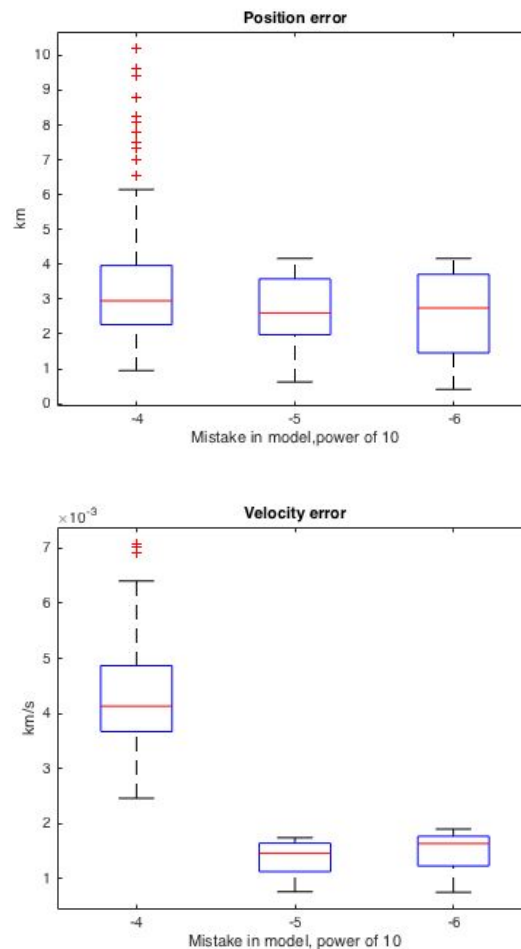 Position error
10
9
8
7
6
5
4
3
2
1
0
km
-4 -5 -6
Mistake in model,power of 10
×10⁻³ Velocity error
7
6
5
4
3
2
1
km/s
-4 -5 -6
Mistake in model, power of 10